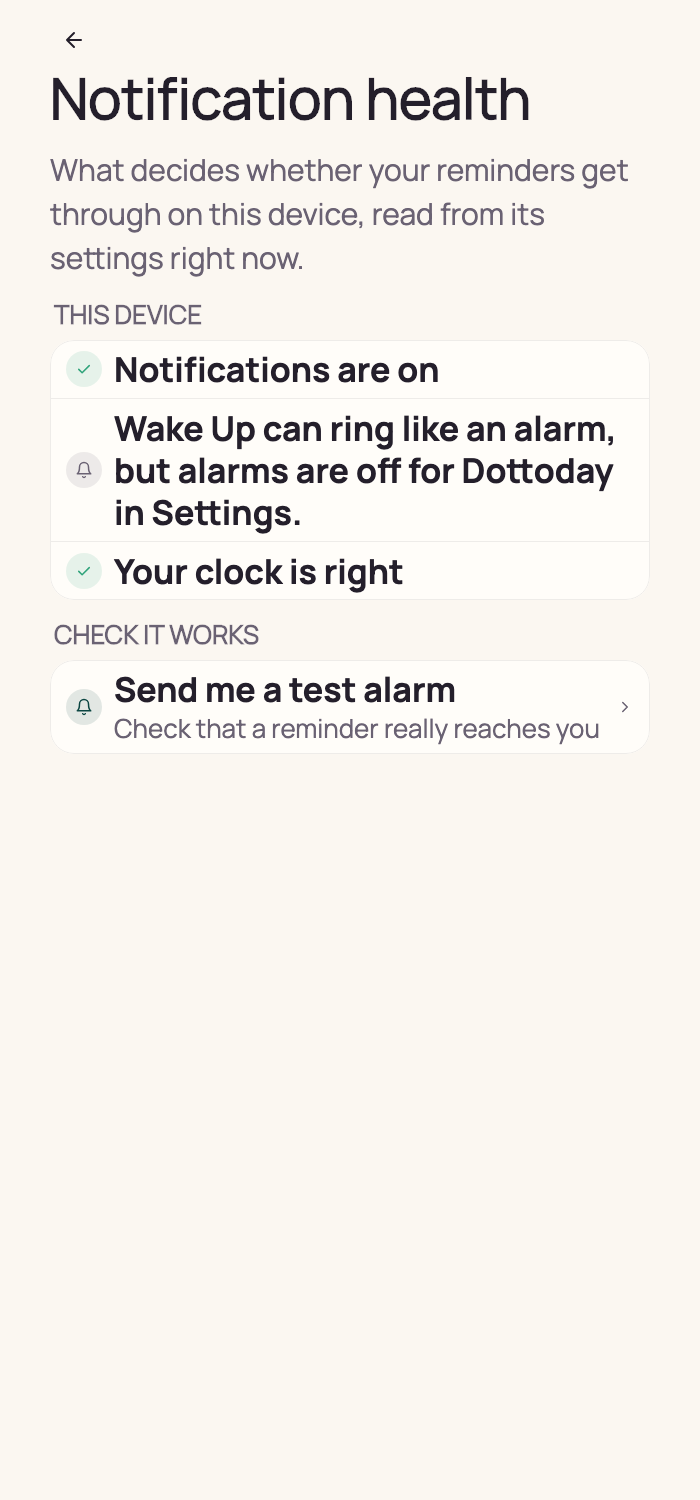 Notification health
What decides whether your reminders get
through on this device, read from its
settings right now.
THIS DEVICE
Notifications are on
Wake Up can ring like an alarm,
but alarms are off for Dottoday
in Settings.
Your clock is right
CHECK IT WORKS
Send me a test alarm
Check that a reminder really reaches you